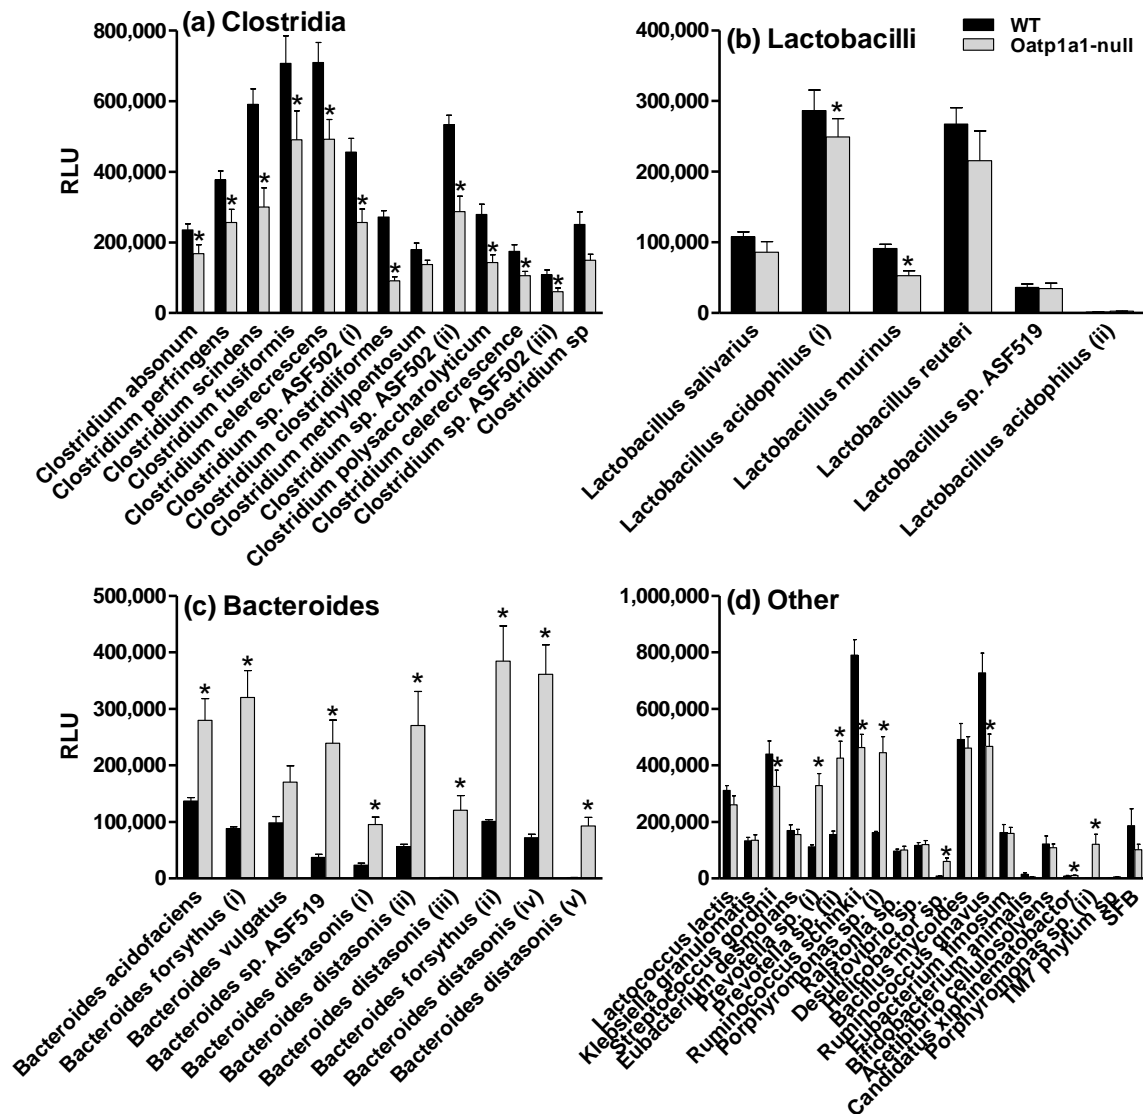 (a) Clostridia
800,000
600,000
400,000
200,000
0
RLU
* * * * * * * * * * *
Clostridium absonum
Clostridium perfringens
Clostridium scindens
Clostridium fusiformis
Clostridium celerecrescens
Clostridium sp. ASF502 (i)
Clostridium clostridiiformes
Clostridium methylpentosum
Clostridium sp. ASF502 (ii)
Clostridium polysaccharolyticum
Clostridium celerecrescence
Clostridium sp. ASF502 (iii)
Clostridium sp
(b) Lactobacilli
WT
Oatp1a1-null
400,000
300,000
200,000
100,000
0
* *
Lactobacillus salivarius
Lactobacillus acidophilus (i)
Lactobacillus murinus
Lactobacillus reuteri
Lactobacillus sp. ASF519
Lactobacillus acidophilus (ii)
(c) Bacteroides
500,000
400,000
300,000
200,000
100,000
0
RLU
* * * * * * * * *
Bacteroides acidofaciens
Bacteroides forsythus (i)
Bacteroides vulgatus
Bacteroides sp. ASF519
Bacteroides distasonis (i)
Bacteroides distasonis (ii)
Bacteroides distasonis (iii)
Bacteroides forsythus (ii)
Bacteroides distasonis (iv)
Bacteroides distasonis (v)
(d) Other
1,000,000
800,000
600,000
400,000
200,000
0
* * * * * * * * *
Lactococcus lactis
Klebsiella granulomatis
Streptococcus gordnii
Eubacterium desmolans
Prevotella sp. (i)
Prevotella sp. (ii)
Ruminococcus schinkii
Porphyromonas sp. (i)
Ralstonia sp.
Desulfovibrio sp.
Helicobactor sp
Bacillus mycoides
Ruminococcus gnavus
Eubacterium limosum
Bifidobacterium animalis
Acetibibrio cellulosolvens
Candidatus xiphinematobactor
Porphyromonas sp. (ii)
TM7 phylum sp
SFB